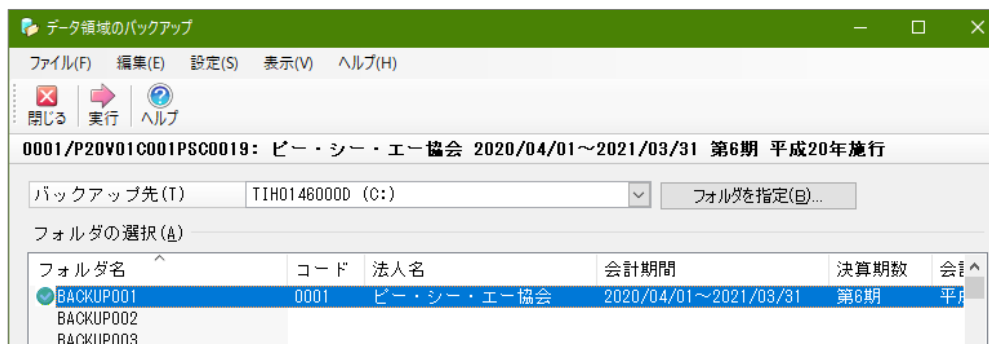 データ領域のバックアップ
ファイル(F) 編集(E) 設定(S) 表示(V) ヘルプ(H)
閉じる 実行 ヘルプ
0001/P20V01C001PSC0019: ピー・シー・エー協会 2020/04/01～2021/03/31 第6期 平成20年施行
バックアップ先(T) TIH0146000D (C:) フォルダを指定(B)...
フォルダの選択(A)
フォルダ名 コード 法人名 会計期間 決算期数 会
BACKUP001 0001 ピー・シー・エー協会 2020/04/01～2021/03/31 第6期 平
BACKUP002
BACKUP003